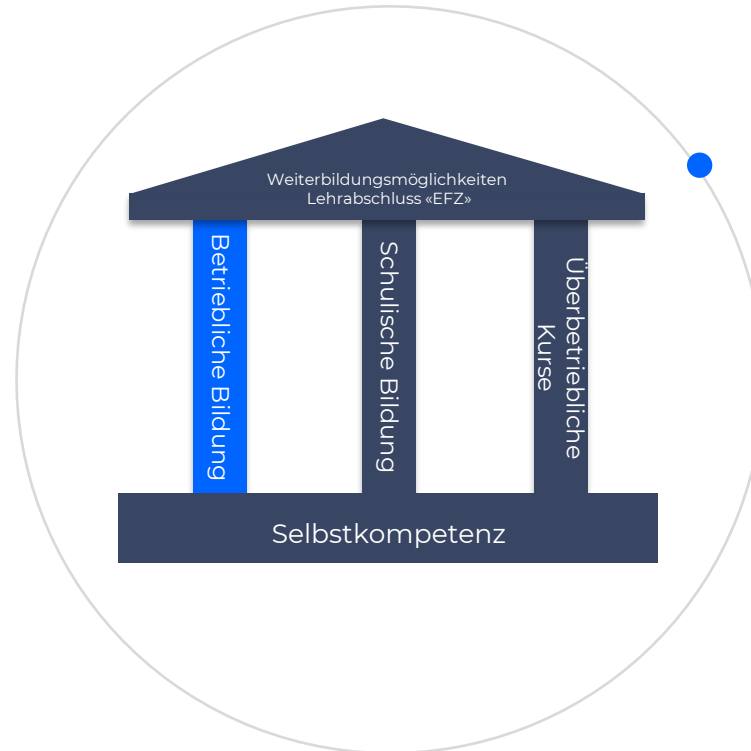 Weiterbildungsmöglichkeiten
Lehrabschluss «EFZ»
Betriebliche Bildung
Schulische Bildung
Überbetriebliche
Kurse
Selbstkompetenz